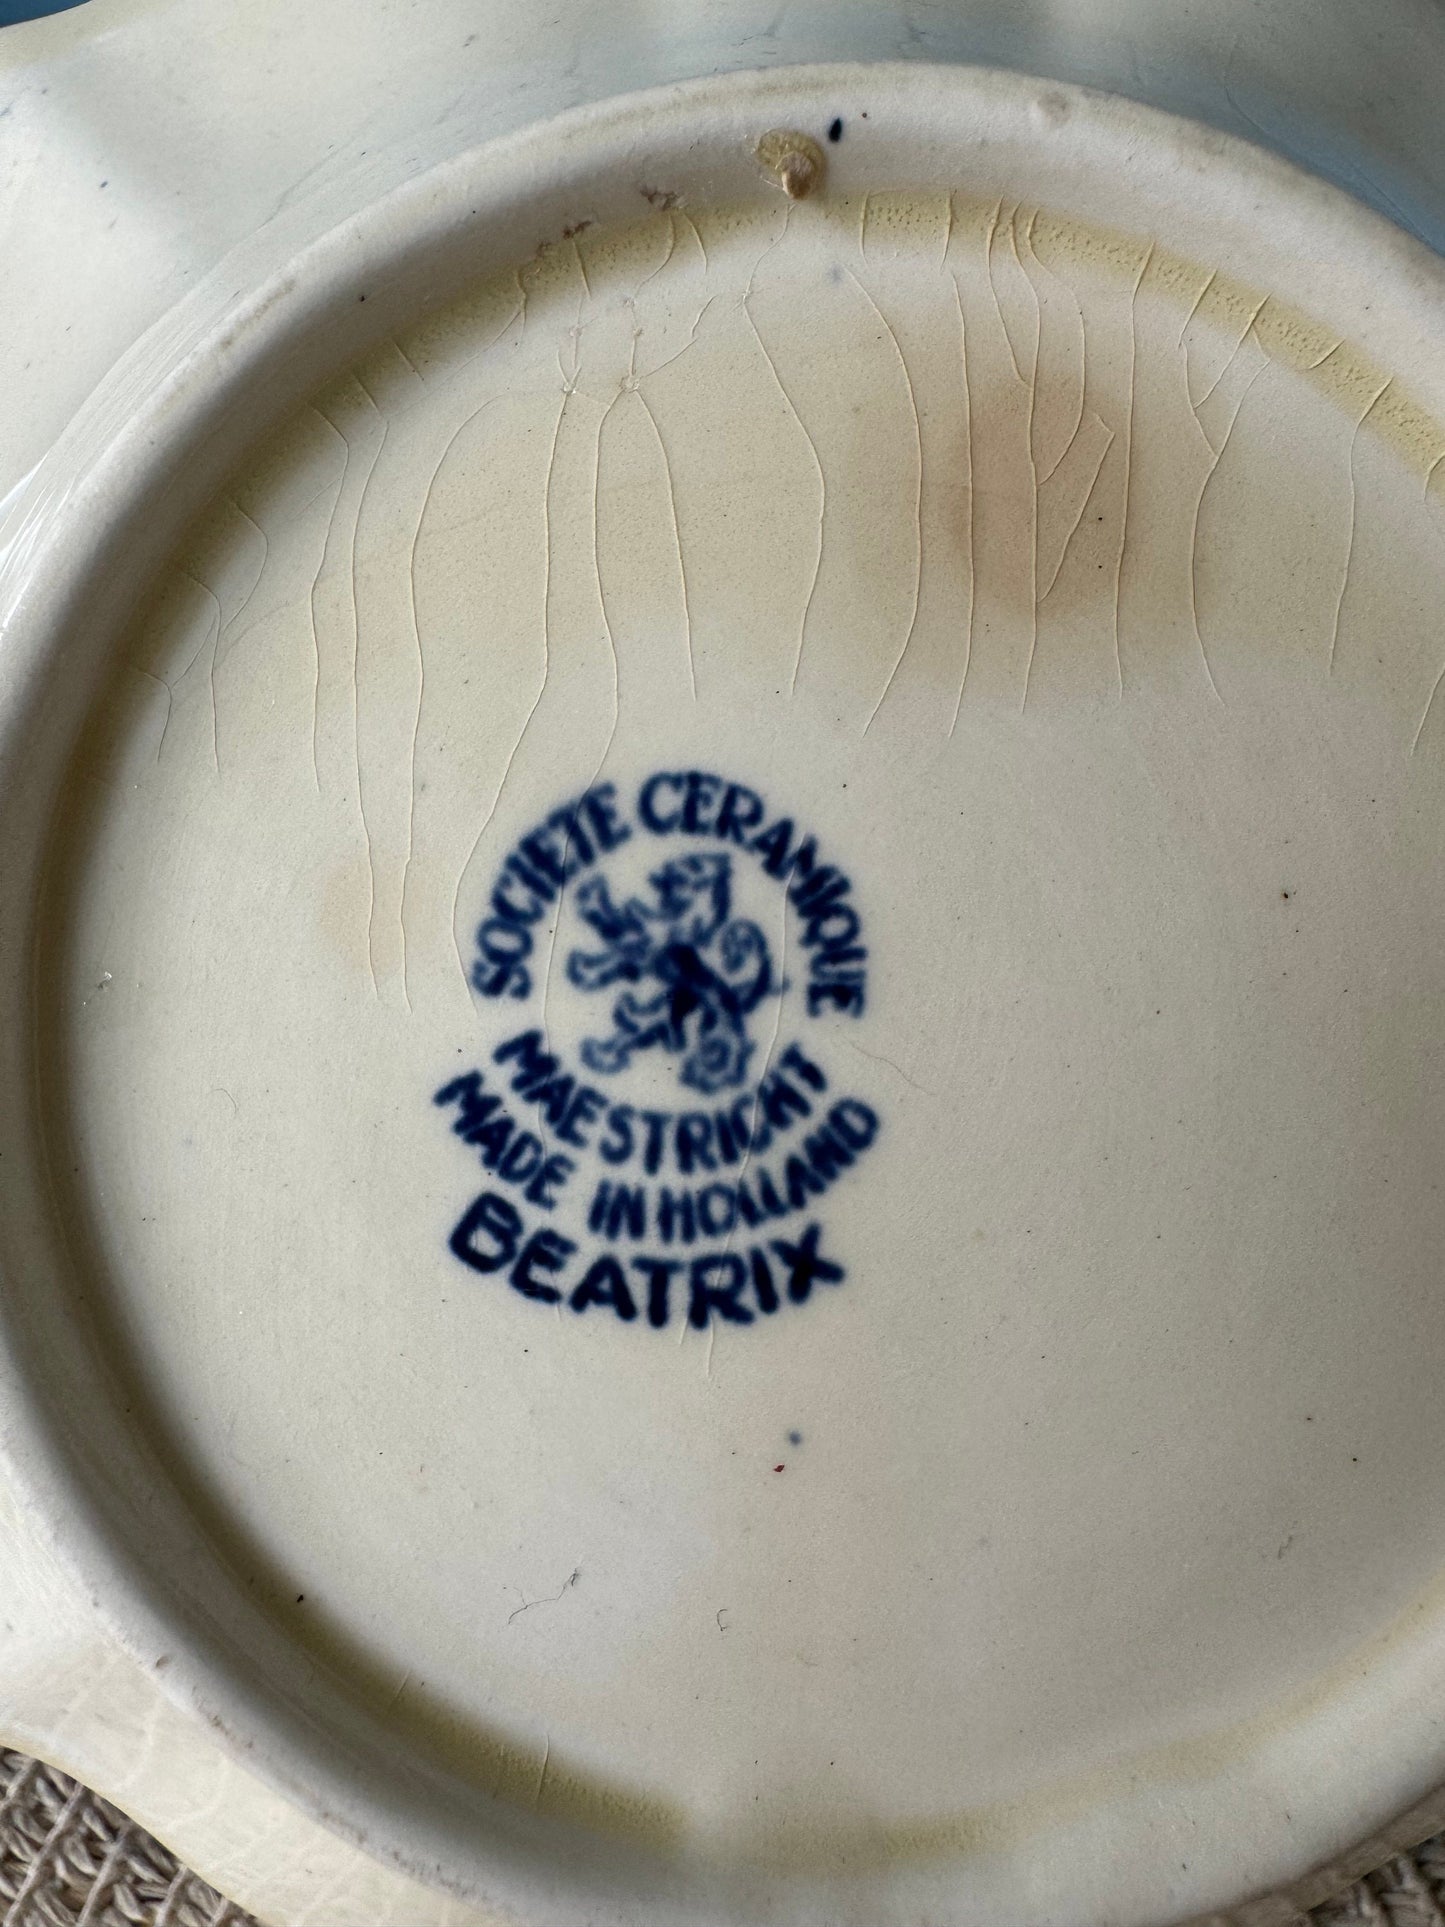 SOCIETE CERAMIQUE
MAESTRICHT
MADE IN HOLLAND
BEATRIX